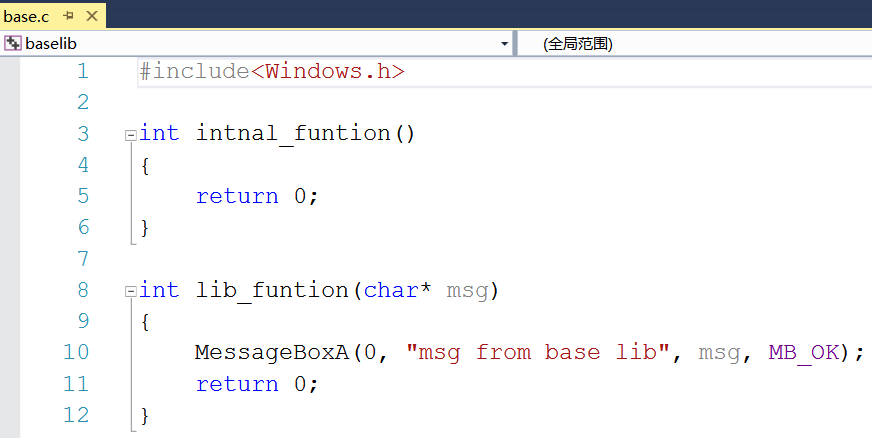 base.c
baselib (全局范围)
1 #include<Windows.h>
2
3 int intnal_funtion()
4 {
5 return 0;
6 }
7
8 int lib_funtion(char* msg)
9 {
10 MessageBoxA(0, "msg from base lib", msg, MB_OK);
11 return 0;
12 }